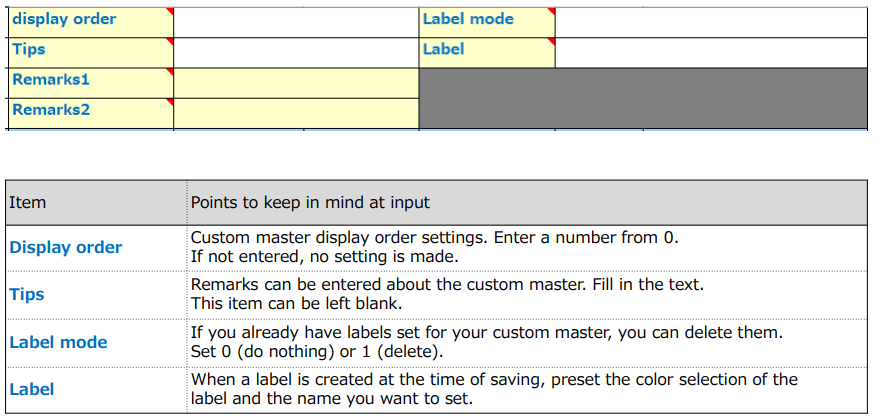 display order Label mode
Tips Label
Remarks1
Remarks2
Item Points to keep in mind at input
Display order Custom master display order settings. Enter a number from 0.
If not entered, no setting is made.
Tips Remarks can be entered about the custom master. Fill in the text.
This item can be left blank.
Label mode If you already have labels set for your custom master, you can delete them.
Set 0 (do nothing) or 1 (delete).
Label When a label is created at the time of saving, preset the color selection of the
label and the name you want to set.